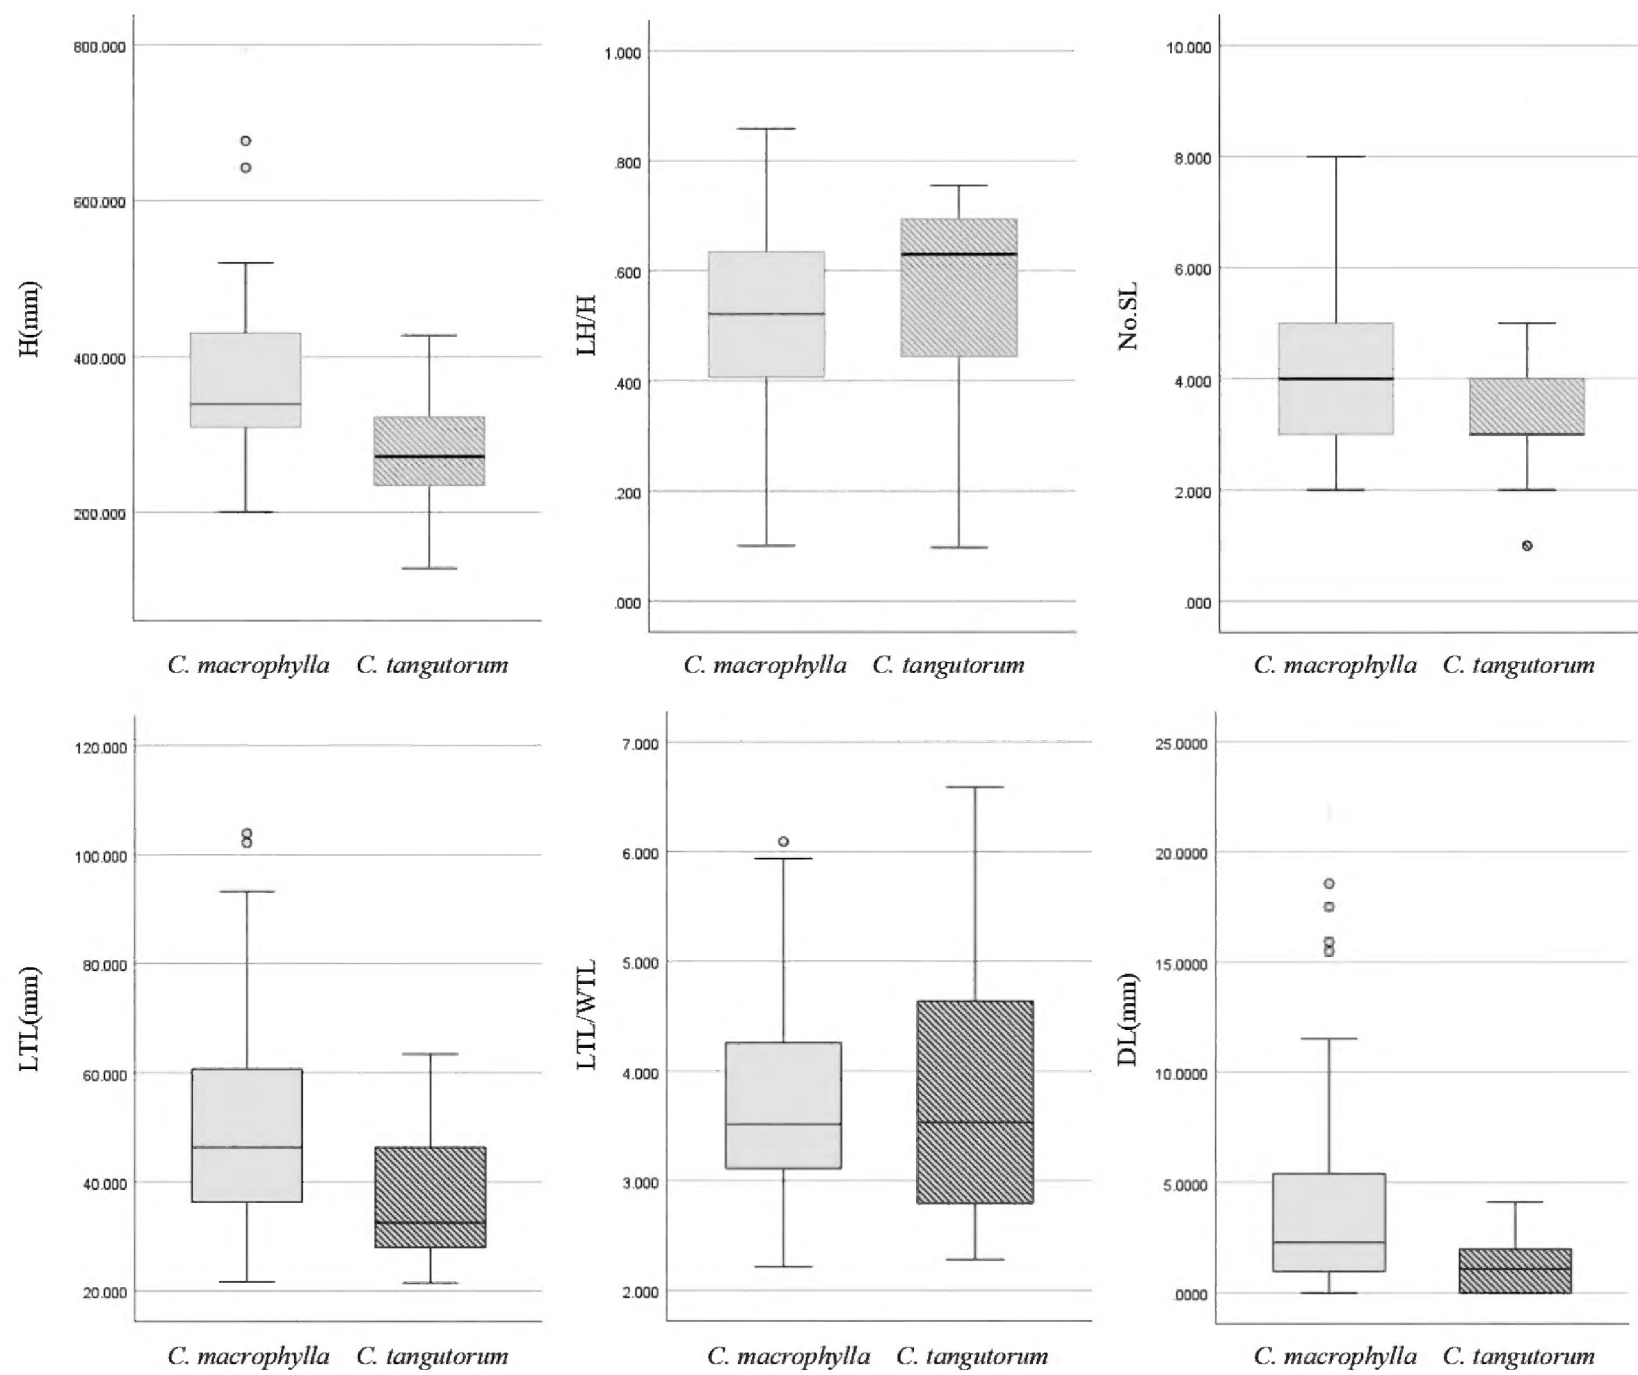 H(mm)
800.000
600.000
400.000
200.000
C. macrophylla C. tangutorum
LH/H
1.000
.800
.600
.400
.200
.000
C. macrophylla C. tangutorum
No.SL
10.000
8.000
6.000
4.000
2.000
.000
C. macrophylla C. tangutorum
LTL(mm)
120.000
100.000
80.000
60.000
40.000
20.000
C. macrophylla C. tangutorum
LTL/WTL
7.000
6.000
5.000
4.000
3.000
2.000
C. macrophylla C. tangutorum
DL(mm)
25.0000
20.0000
15.0000
10.0000
5.0000
.0000
C. macrophylla C. tangutorum